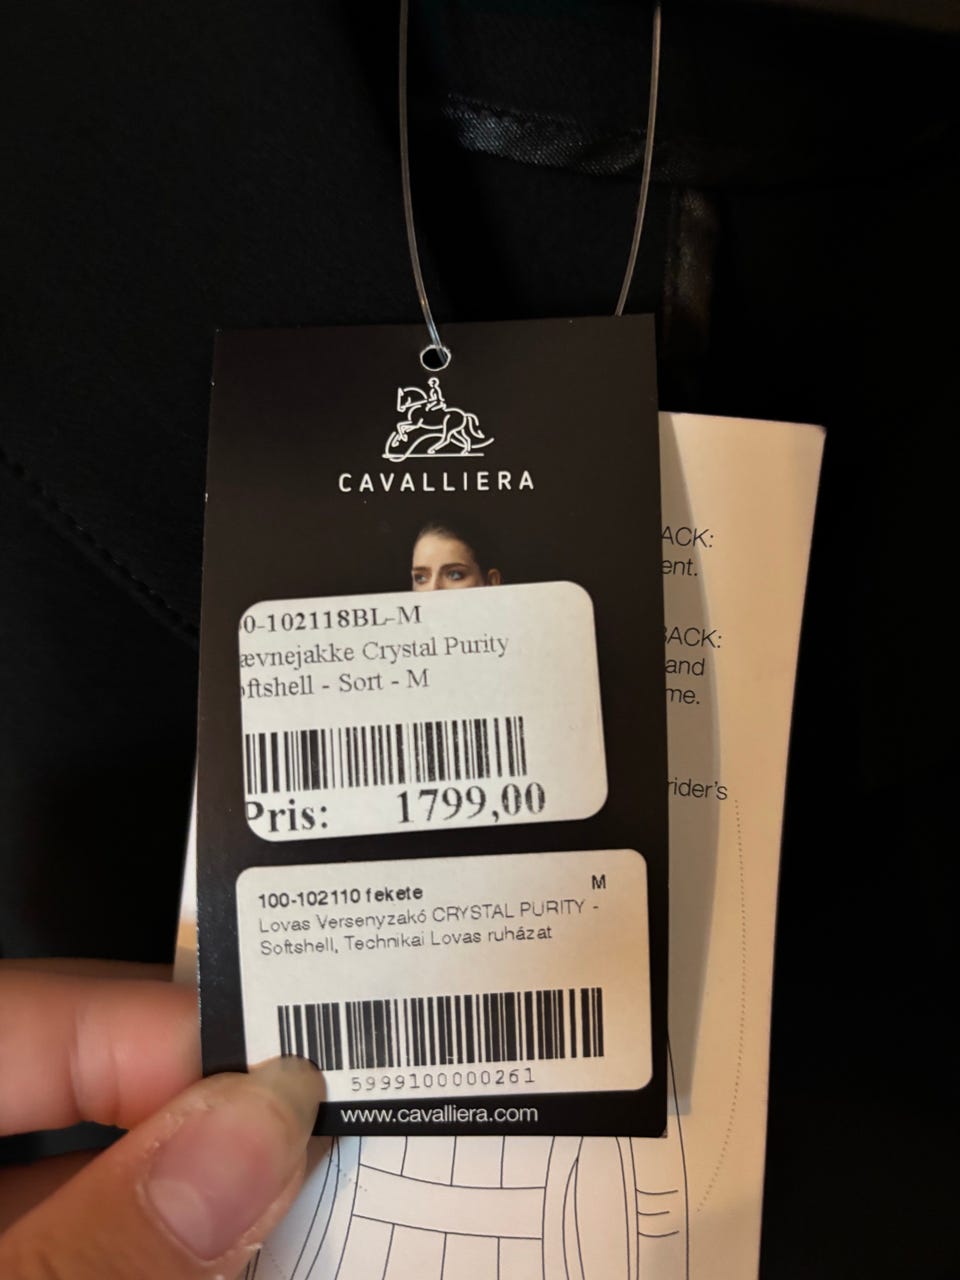 CAVALLIERA
0-102118BL-M
ævnejakke Crystal Purity
oftshell - Sort - M
Pris: 1799,00
100-102110 fekete M
Lovas Versenyzakó CRYSTAL PURITY -
Softshell, Technikai Lovas ruházat
5999100000261
www.cavalliera.com
ACK:
ent.
BACK:
and
me.
rider's